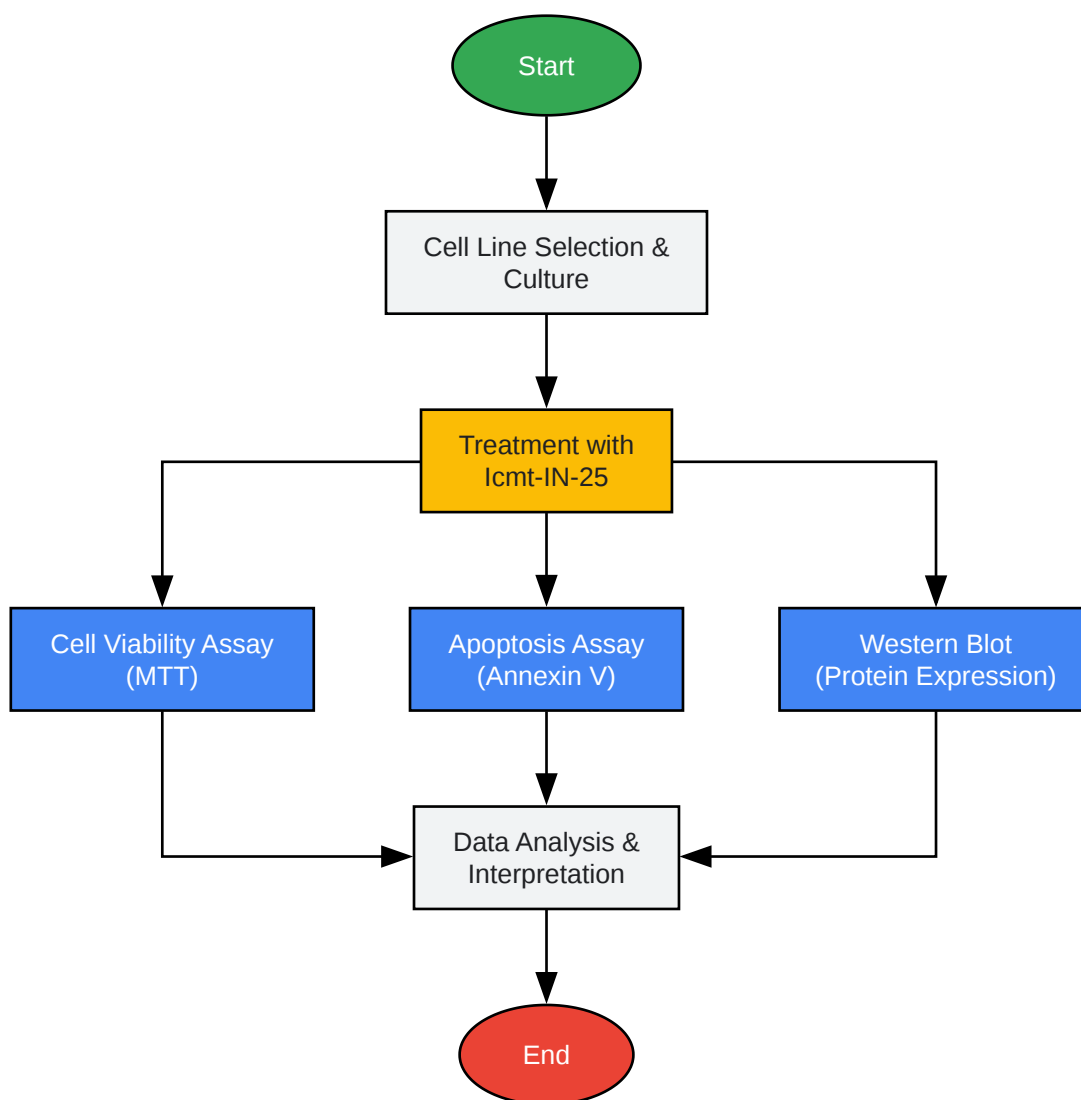 Start
Cell Line Selection &
Culture
Treatment with
Icmt-IN-25
Cell Viability Assay
(MTT)
Apoptosis Assay
(Annexin V)
Western Blot
(Protein Expression)
Data Analysis &
Interpretation
End